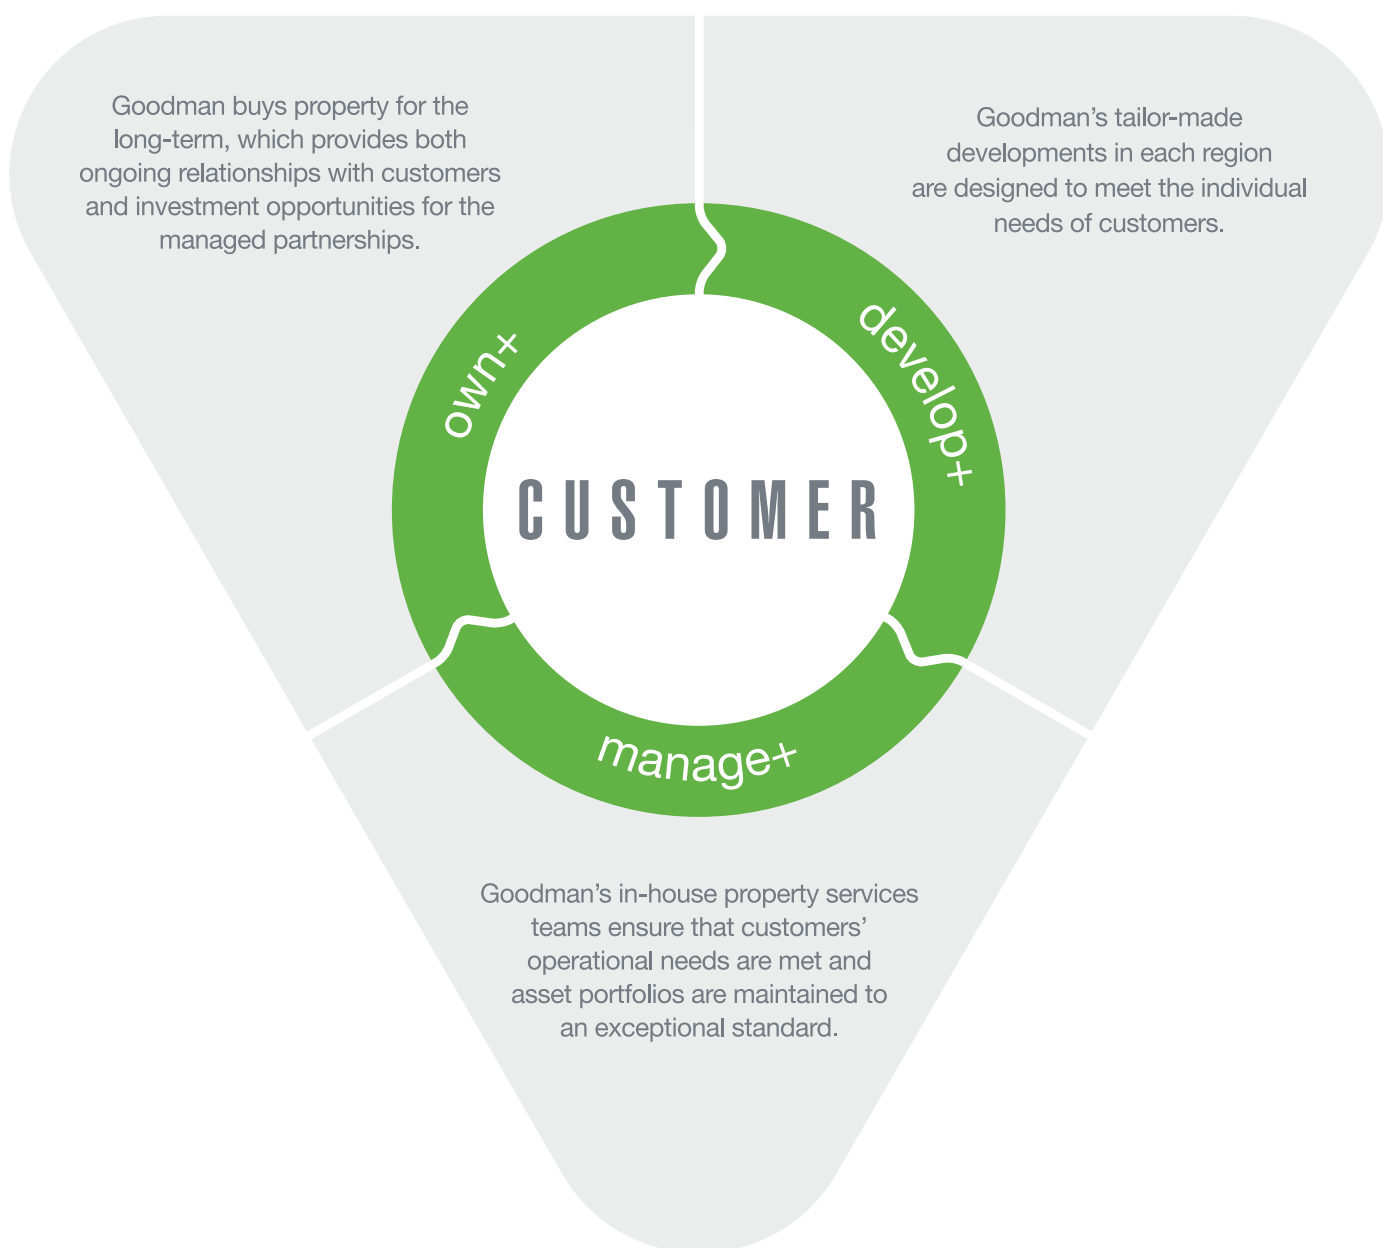 Goodman buys property for the
long-term, which provides both
ongoing relationships with customers
and investment opportunities for the
managed partnerships.
Goodman’s tailor-made
developments in each region
are designed to meet the individual
needs of customers.
own+
develop+
CUSTOMER
manage+
Goodman’s in-house property services
teams ensure that customers’
operational needs are met and
asset portfolios are maintained to
an exceptional standard.